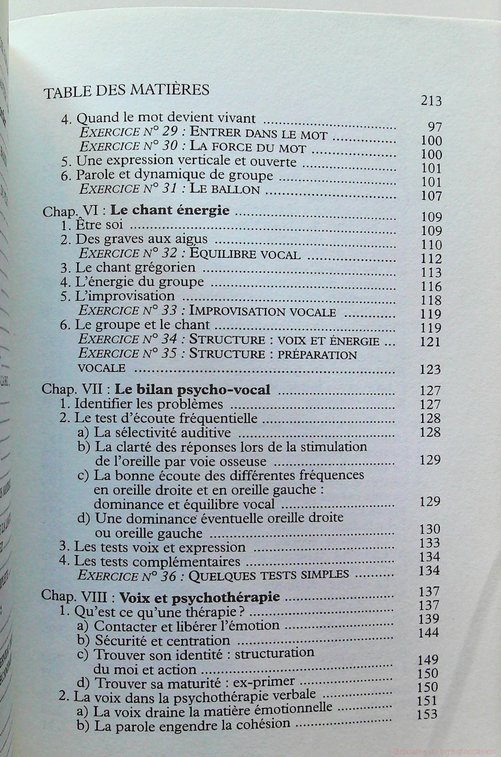 TABLE DES MATIÈRES 213
4. Quand le mot devient vivant 97
EXERCICE N° 29 : ENTRER DANS LE MOT 100
EXERCICE N° 30 : LA FORCE DU MOT 100
5. Une expression verticale et ouverte 101
6. Parole et dynamique de groupe 101
EXERCICE N° 31 : LE BALLON 107
Chap. VI : Le chant énergie 109
1. Être soi 109
2. Des graves aux aigus 110
EXERCICE N° 32 : EQUILIBRE VOCAL 112
3. Le chant grégorien 113
4. L'énergie du groupe 116
5. L'improvisation 118
EXERCICE N° 33 : IMPROVISATION VOCALE 119
6. Le groupe et le chant 119
EXERCICE N° 34 : STRUCTURE : VOIX ET ÉNERGIE ... 121
EXERCICE N° 35 : STRUCTURE : PRÉPARATION
VOCALE 123
Chap. VII : Le bilan psycho-vocal 127
1. Identifier les problèmes 127
2. Le test d'écoute fréquentielle 128
a) La sélectivité auditive 128
b) La clarté des réponses lors de la stimulation
de l'oreille par voie osseuse 129
c) La bonne écoute des différentes fréquences
en oreille droite et en oreille gauche :
dominance et équilibre vocal 129
d) Une dominance éventuelle oreille droite
ou oreille gauche 130
3. Les tests voix et expression 133
4. Les tests complémentaires 134
EXERCICE N° 36 : QUELQUES TESTS SIMPLES 134
Chap. VIII : Voix et psychothérapie 137
1. Qu'est ce qu'une thérapie ? 137
a) Contacter et libérer l'émotion 139
b) Sécurité et centration 144
c) Trouver son identité : structuration
du moi et action 149
d) Trouver sa maturité : ex-primer 150
2. La voix dans la psychothérapie verbale 150
a) La voix draine la matière émotionnelle 151
b) La parole engendre la cohésion 153